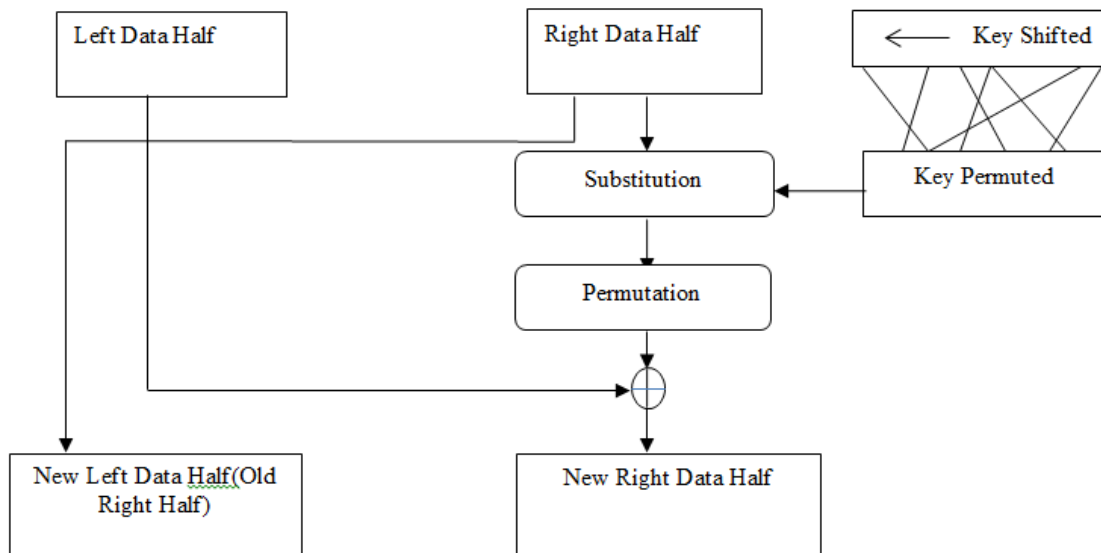 Left Data Half
Right Data Half
Key Shifted
Substitution
Key Permuted
Permutation
New Left Data Half(Old
Right Half)
New Right Data Half